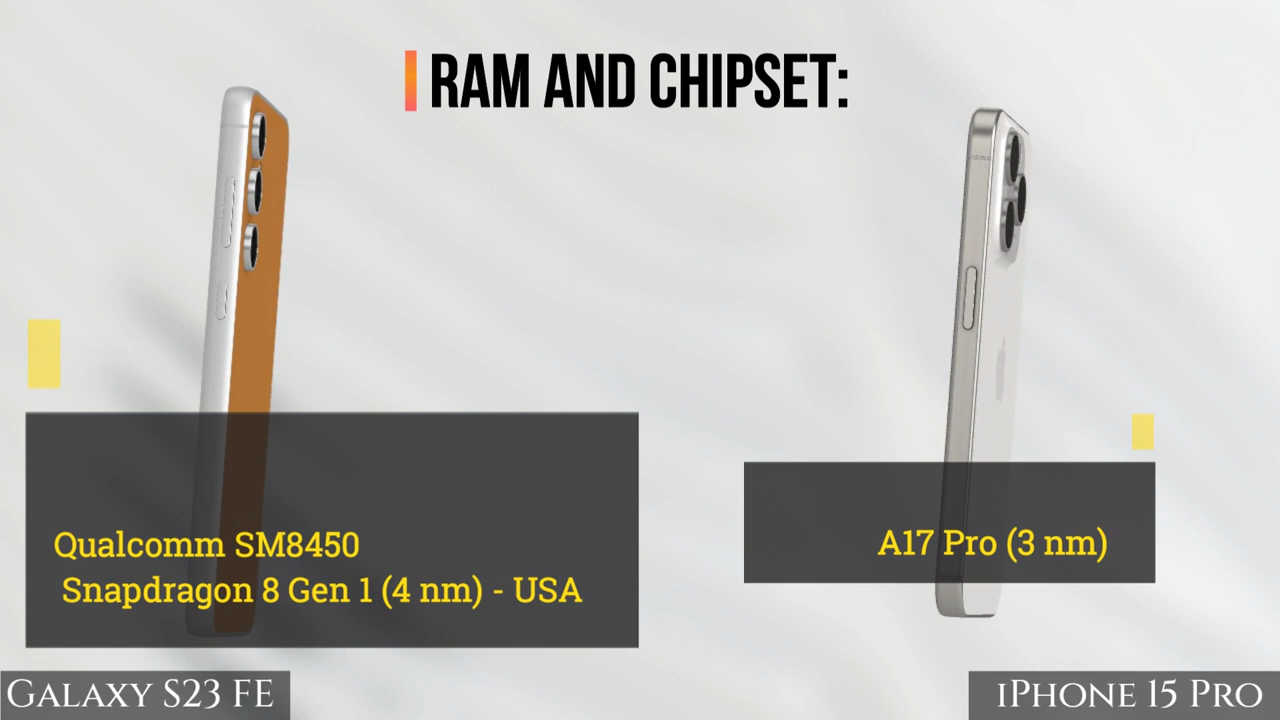 RAM AND CHIPSET:
Qualcomm SM8450
Snapdragon 8 Gen 1 (4 nm) - USA
A17 Pro (3 nm)
Galaxy S23 FE
iPhone 15 Pro